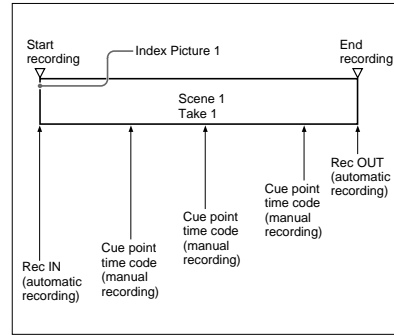 Start
recording
Index Picture 1
End
recording
Scene 1
Take 1
Rec IN
(automatic
recording)
Cue point
time code
(manual
recording)
Cue point
time code
(manual
recording)
Cue point
time code
(manual
recording)
Rec OUT
(automatic
recording)